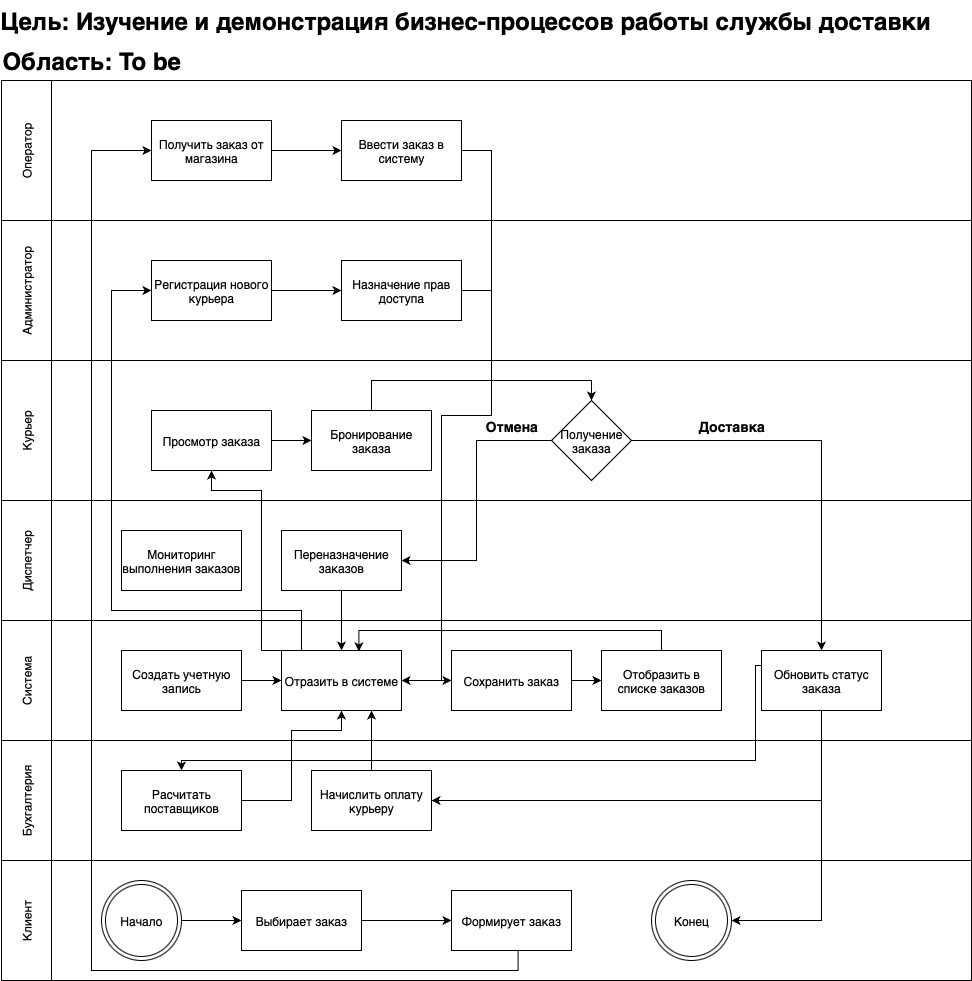 Цель: Изучение и демонстрация бизнес-процессов работы службы доставки
Область: To be
Оператор
Получить заказ от
магазина
Ввести заказ в
систему
Администратор
Регистрация нового
курьера
Назначение прав
доступа
Курьер
Просмотр заказа
Бронирование
заказа
Отмена
Получение
заказа
Доставка
Диспетчер
Мониторинг
выполнения заказов
Переназначение
заказов
Система
Создать учетную
запись
Отразить в системе
Сохранить заказ
Отобразить в
списке заказов
Обновить статус
заказа
Бухгалтерия
Расчитать
поставщиков
Начислить оплату
курьеру
Клиент
Начало
Выбирает заказ
Формирует заказ
Конец